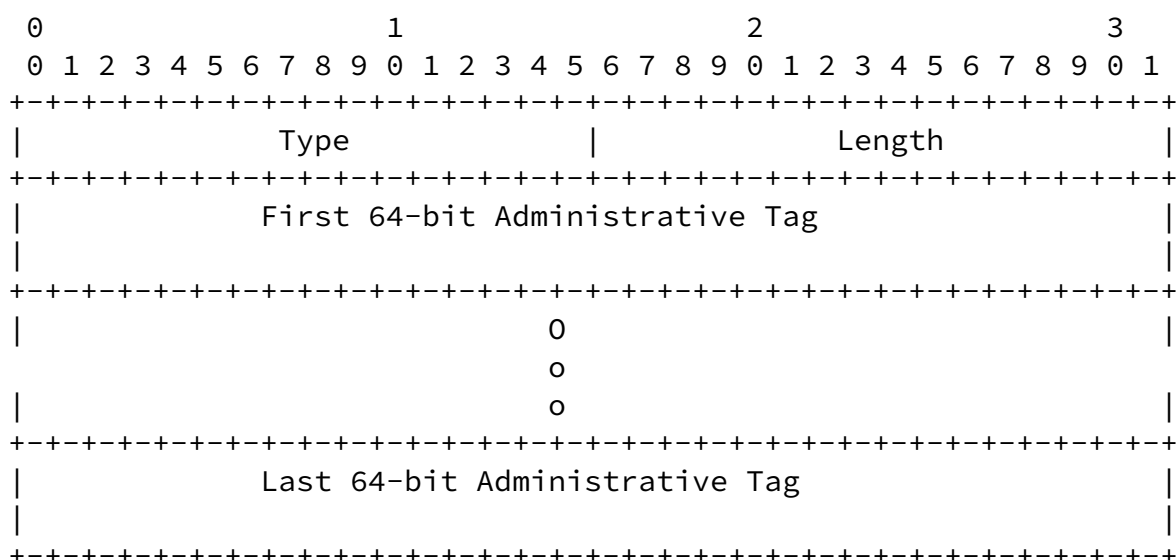 0                   1                   2                   3
 0 1 2 3 4 5 6 7 8 9 0 1 2 3 4 5 6 7 8 9 0 1 2 3 4 5 6 7 8 9 0 1
+-+-+-+-+-+-+-+-+-+-+-+-+-+-+-+-+-+-+-+-+-+-+-+-+-+-+-+-+-+-+-+-+
|              Type             |             Length            |
+-+-+-+-+-+-+-+-+-+-+-+-+-+-+-+-+-+-+-+-+-+-+-+-+-+-+-+-+-+-+-+-+
|             First 64-bit Administrative Tag                   |
|                                                               |
+-+-+-+-+-+-+-+-+-+-+-+-+-+-+-+-+-+-+-+-+-+-+-+-+-+-+-+-+-+-+-+-+
|                             O                                 |
                              o
|                             o                                 |
+-+-+-+-+-+-+-+-+-+-+-+-+-+-+-+-+-+-+-+-+-+-+-+-+-+-+-+-+-+-+-+-+
|             Last 64-bit Administrative Tag                    |
|                                                               |
+-+-+-+-+-+-+-+-+-+-+-+-+-+-+-+-+-+-+-+-+-+-+-+-+-+-+-+-+-+-+-+-+